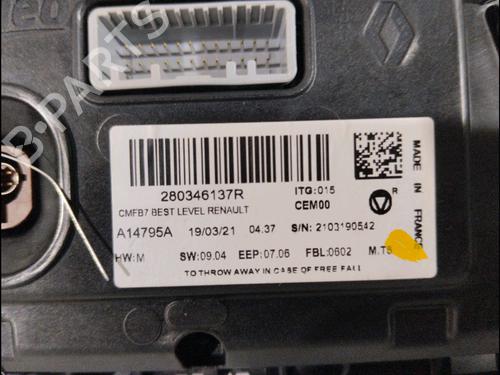 280346137R
ITG:015
CMFB7 BEST LEVEL RENAULT
CEM00
R
A14795A 19/03/21 04.37 S/N: 2103190542
HW:M SW:09.04 EEP:07.06 FBL:0602 M.TS
TO THROW AWAY IN CASE OF FREE FALL
MADE IN FRANCE
B-PARTS